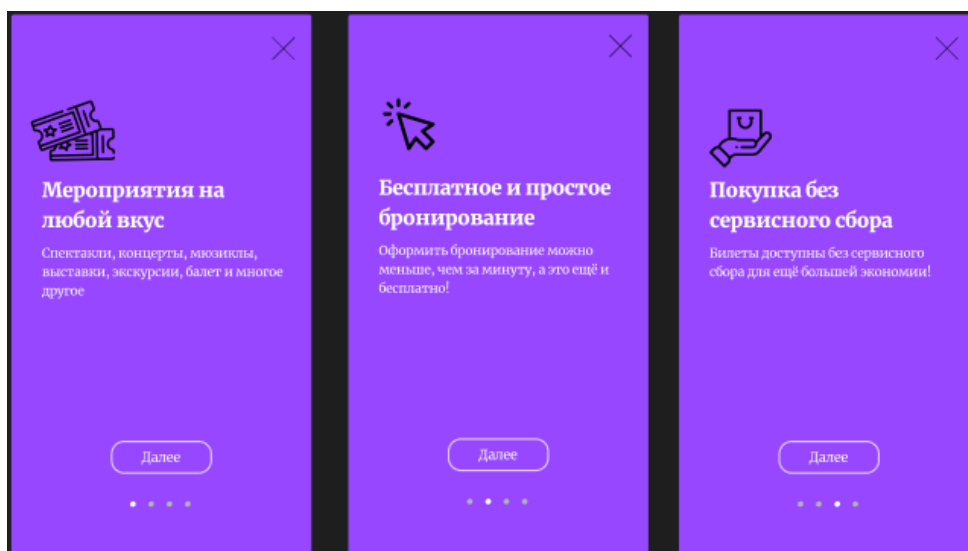 Мероприятия на
любой вкус
Спектакли, концерты, мюзиклы,
выставки, экскурсии, балет и многое
другое
Далее
Бесплатное и простое
бронирование
Оформить бронирование можно
меньше, чем за минуту, а это ещё и
бесплатно!
Далее
Покупка без
сервисного сбора
Билеты доступны без сервисного
сбора для ещё большей экономии!
Далее